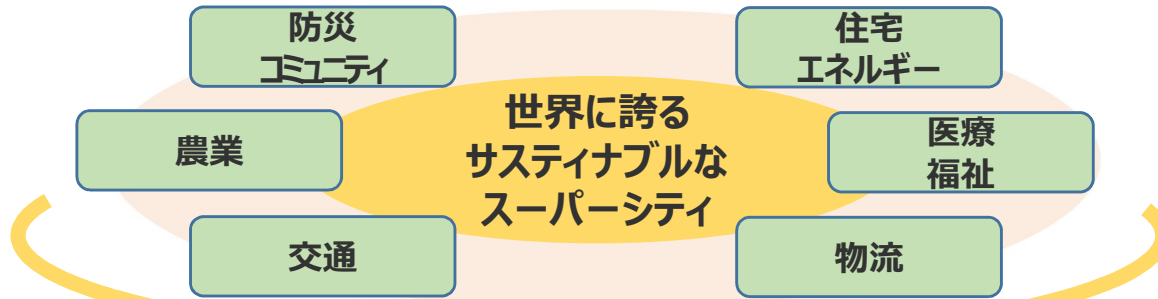 防災
コミュニティ
住宅
エネルギー
世界に誇る
サスティナブルな
スーパーシティ
農業
医療
福祉
交通
物流